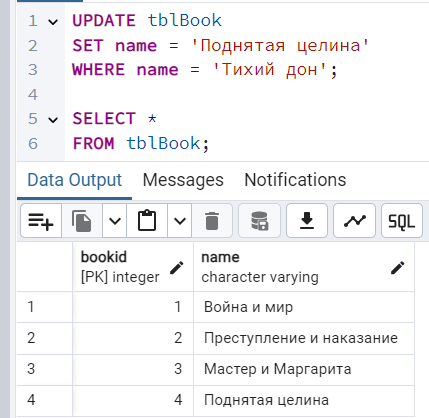 1 UPDATE tblBook
2 SET name = 'Поднятая целина'
3 WHERE name = 'Тихий дон';
4
5 SELECT *
6 FROM tblBook;
Data Output Messages Notifications
SQL
bookid name
[PK] integer character varying
1 1 Война и мир
2 2 Преступление и наказание
3 3 Мастер и Маргарита
4 4 Поднятая целина